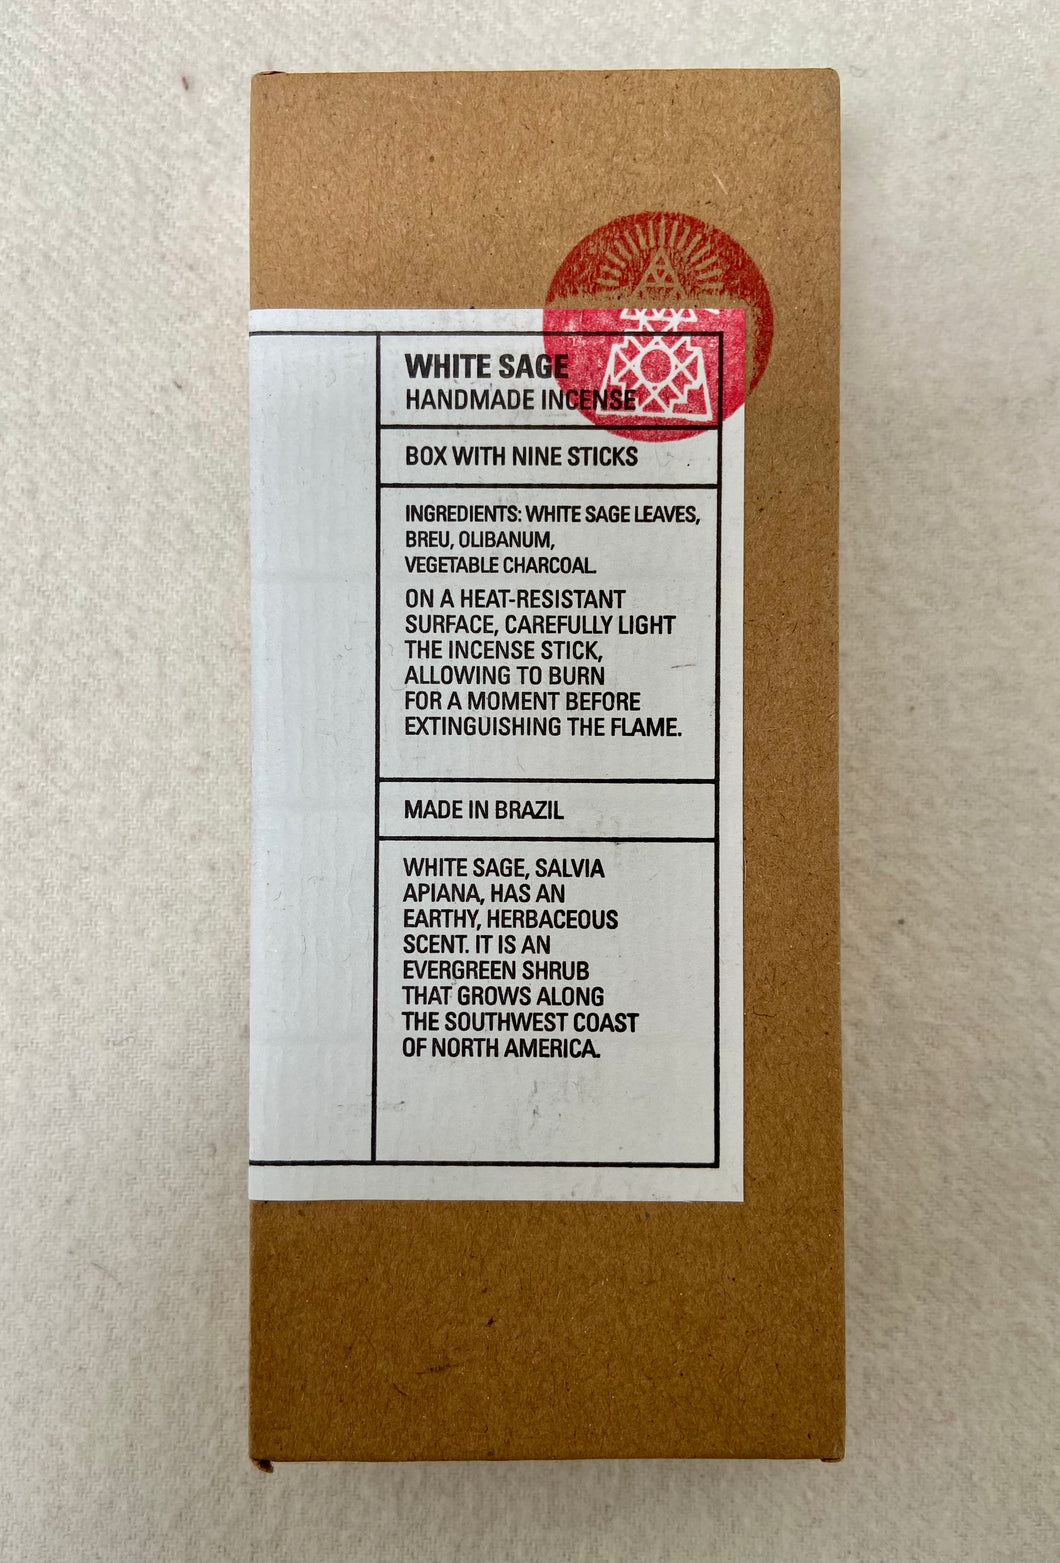 WHITE SAGE
HANDMADE INCENSE
BOX WITH NINE STICKS
INGREDIENTS: WHITE SAGE LEAVES,
BREU, OLIBANUM,
VEGETABLE CHARCOAL.
ON A HEAT-RESISTANT
SURFACE, CAREFULLY LIGHT
THE INCENSE STICK,
ALLOWING TO BURN
FOR A MOMENT BEFORE
EXTINGUISHING THE FLAME.
MADE IN BRAZIL
WHITE SAGE, SALVIA
APIANA, HAS AN
EARTHY, HERBACEOUS
SCENT. IT IS AN
EVERGREEN SHRUB
THAT GROWS ALONG
THE SOUTHWEST COAST
OF NORTH AMERICA.